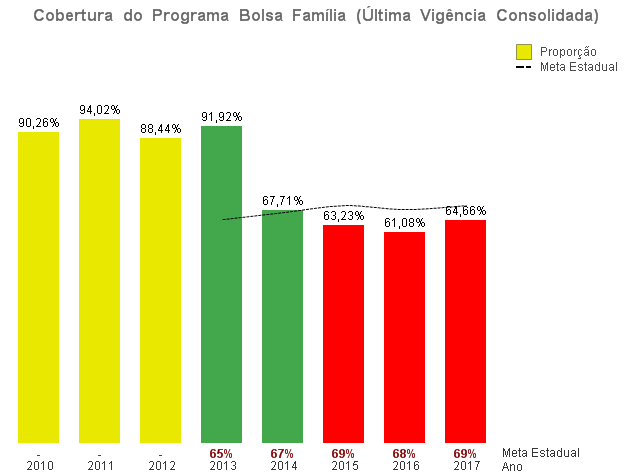 Cobertura do Programa Bolsa Família (Última Vigência Consolidada)
Proporção
Meta Estadual
90,26%
94,02%
88,44%
91,92%
67,71%
63,23%
61,08%
64,66%
- - - 65% 67% 69% 68% 69% Meta Estadual
2010 2011 2012 2013 2014 2015 2016 2017 Ano